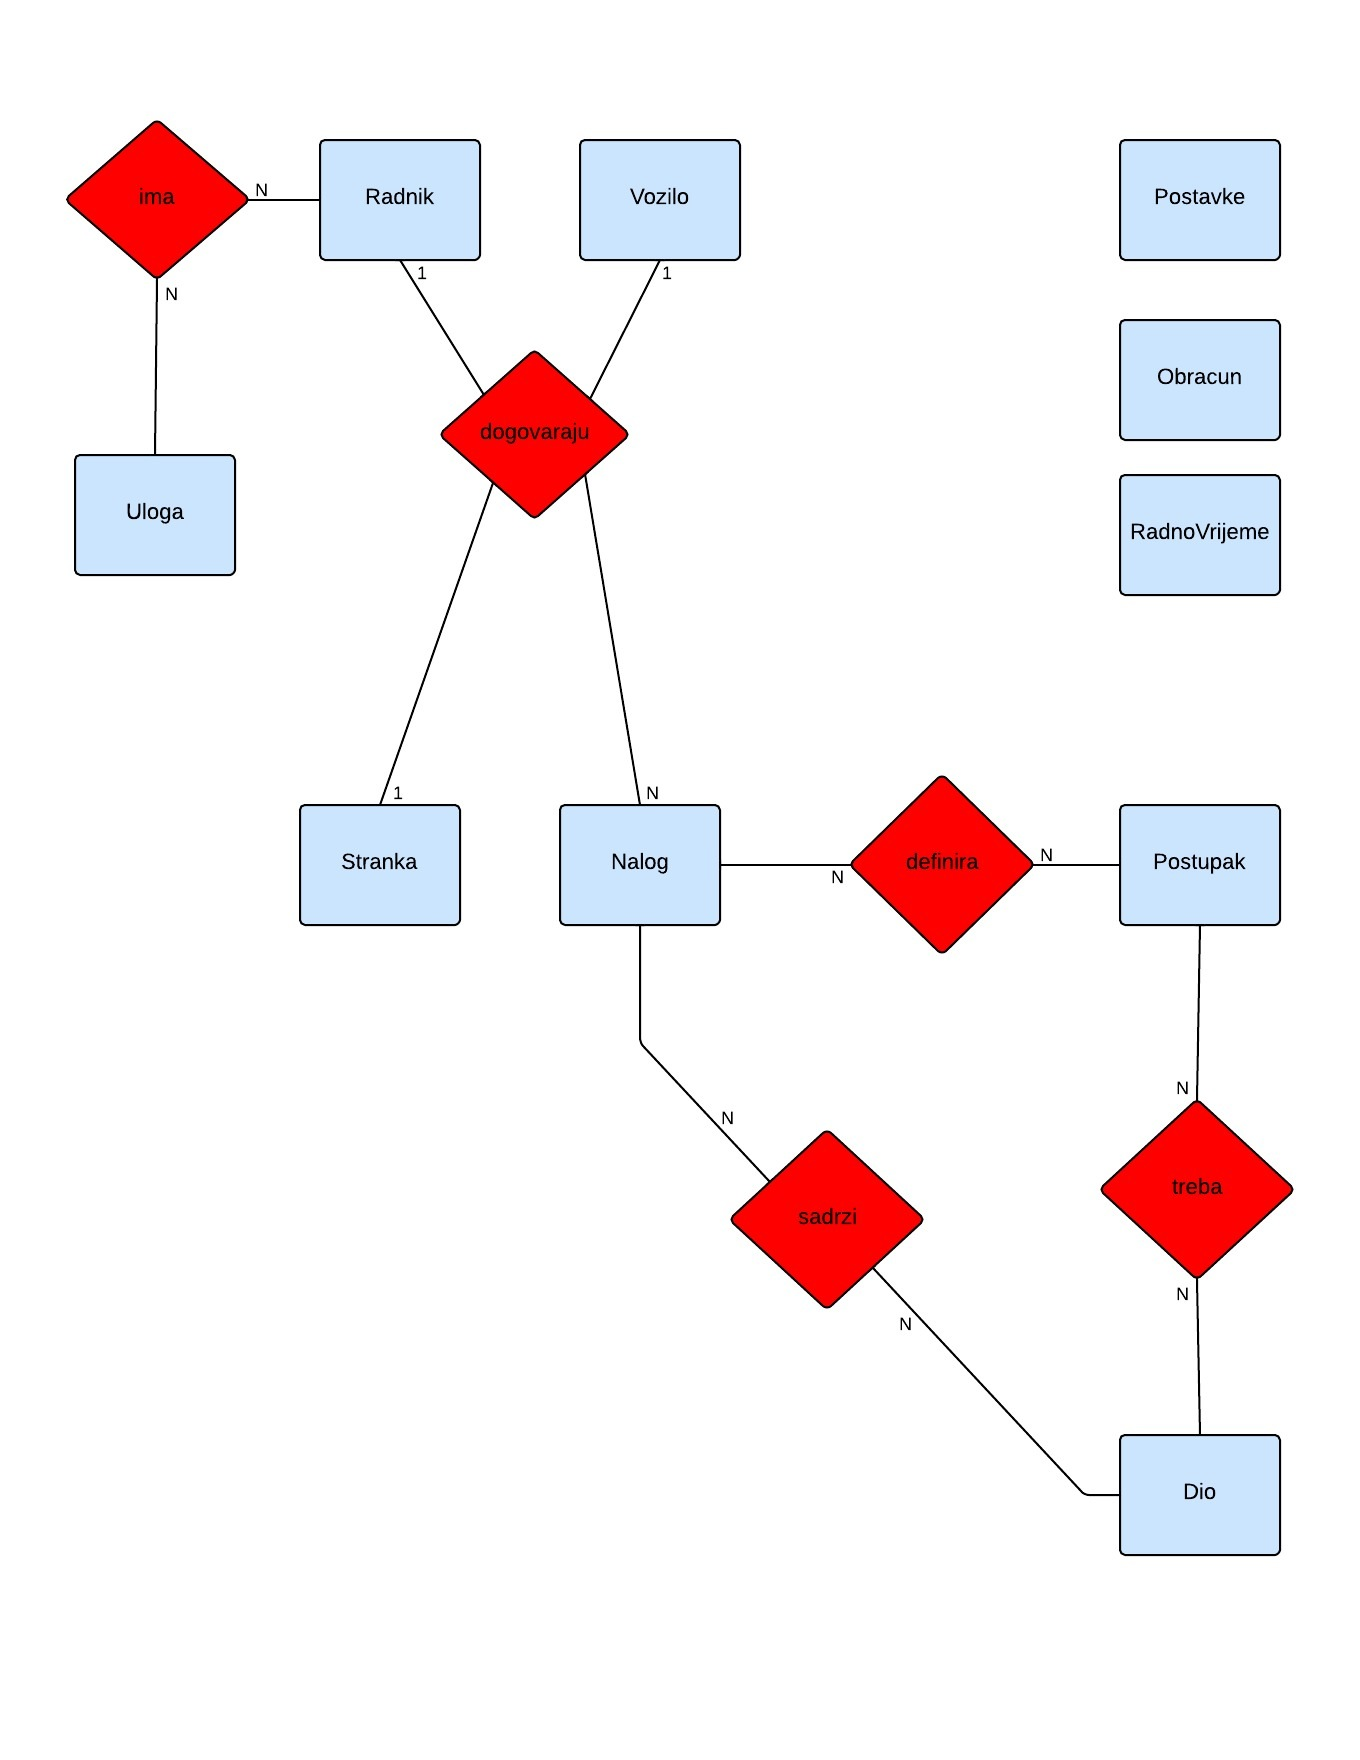 ima
N
Radnik
Vozilo
Postavke
1
1
N
Obracun
dogovaraju
Uloga
RadnoVrijeme
1
N
Stranka
Nalog
N
definira
N
Postupak
N
N
treba
sadrzi
N
N
Dio